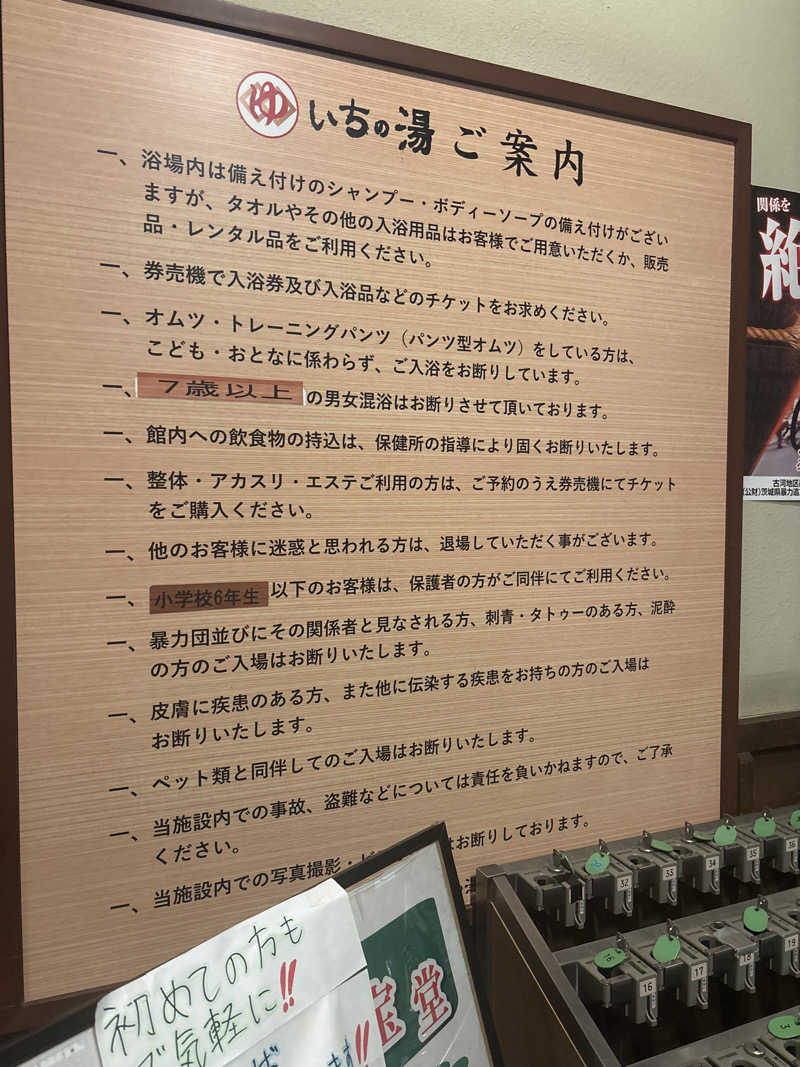 ゆ いちの湯 ご案内
一、浴場内は備え付けのシャンプー・ボディーソープの備え付けがござい
ますが、タオルやその他の入浴用品はお客様でご用意いただくか、販売
品・レンタル品をご利用ください。
一、券売機で入浴券及び入浴品などのチケットをお求めください。
一、オムツ・トレーニングパンツ（パンツ型オムツ）をしている方は、
こども・おとなに係わらず、ご入浴をお断りしています。
一、7歳以上の男女混浴はお断りさせて頂いております。
一、館内への飲食物の持込は、保健所の指導により固くお断りいたします。
一、整体・アカスリ・エステご利用の方は、ご予約のうえ券売機にてチケット
をご購入ください。
一、他のお客様に迷惑と思われる方は、退場していただく事がございます。
一、小学校6年生以下のお客様は、保護者の方がご同伴にてご利用ください。
一、暴力団並びにその関係者と見なされる方、刺青・タトゥーのある方、泥酔
の方のご入場はお断りいたします。
一、皮膚に疾患のある方、また他に伝染する疾患をお持ちの方のご入場は
お断りいたします。
一、ペット類と同伴してのご入場はお断りいたします。
一、当施設内での事故、盗難などについては責任を負いかねますので、ご了承
ください。
一、当施設内での写真撮影・ビ
はお断りしております。
初めての方も
ご気軽に!!
宝堂
関係を
絶
古河地区
(公財)茨城県暴力追
32
33
34
35
36
16
16
17
18
19
3